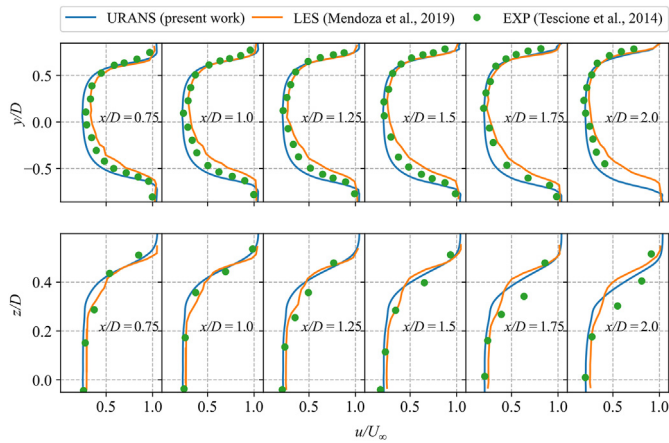 URANS (present work) LES (Mendoza et al., 2019) EXP (Tescione et al., 2014)
y/D
0.5
0.0
−0.5
x/D = 0.75
x/D = 1.0
x/D = 1.25
x/D = 1.5
x/D = 1.75
x/D = 2.0
z/D
0.4
0.2
0.0
x/D = 0.75
x/D = 1.0
x/D = 1.25
x/D = 1.5
x/D = 1.75
x/D = 2.0
0.5 1.0 0.5 1.0 0.5 1.0 0.5 1.0 0.5 1.0 0.5 1.0
u/U∞